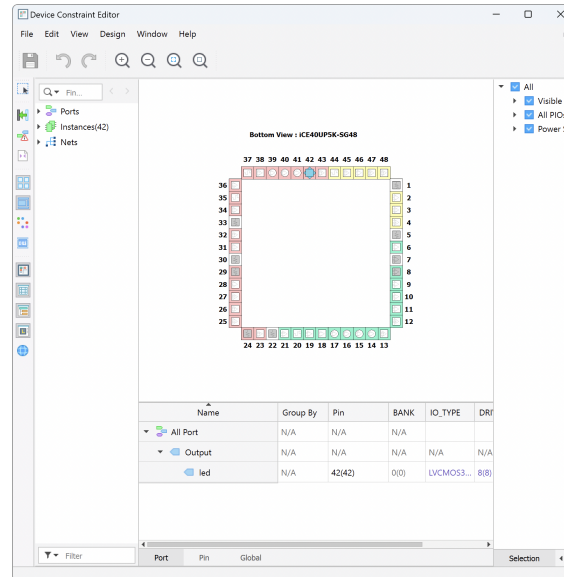 Device Constraint Editor
File Edit View Design Window Help
Fin...
Ports
Instances(42)
Nets
Bottom View : iCE40UP5K-SG48
37 38 39 40 41 42 43 44 45 46 47 48
36 1
35 2
34 3
33 4
32 5
31 6
30 7
29 8
28 9
27 10
26 11
25 12
24 23 22 21 20 19 18 17 16 15 14 13
All
Visible
All PIOs
Power S
Name Group By Pin BANK IO_TYPE DRI
All Port N/A N/A N/A
Output N/A N/A N/A N/A N/A
led N/A 42(42) 0(0) LVCMOS3... 8(8)
Filter
Port Pin Global
Selection